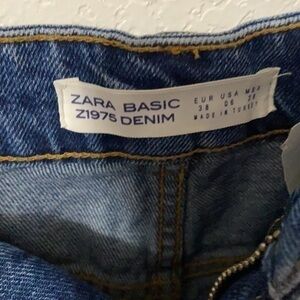 ZARA BASIC
Z1975 DENIM
EUR USA MEX
38 06 28
MADE IN TURKEY